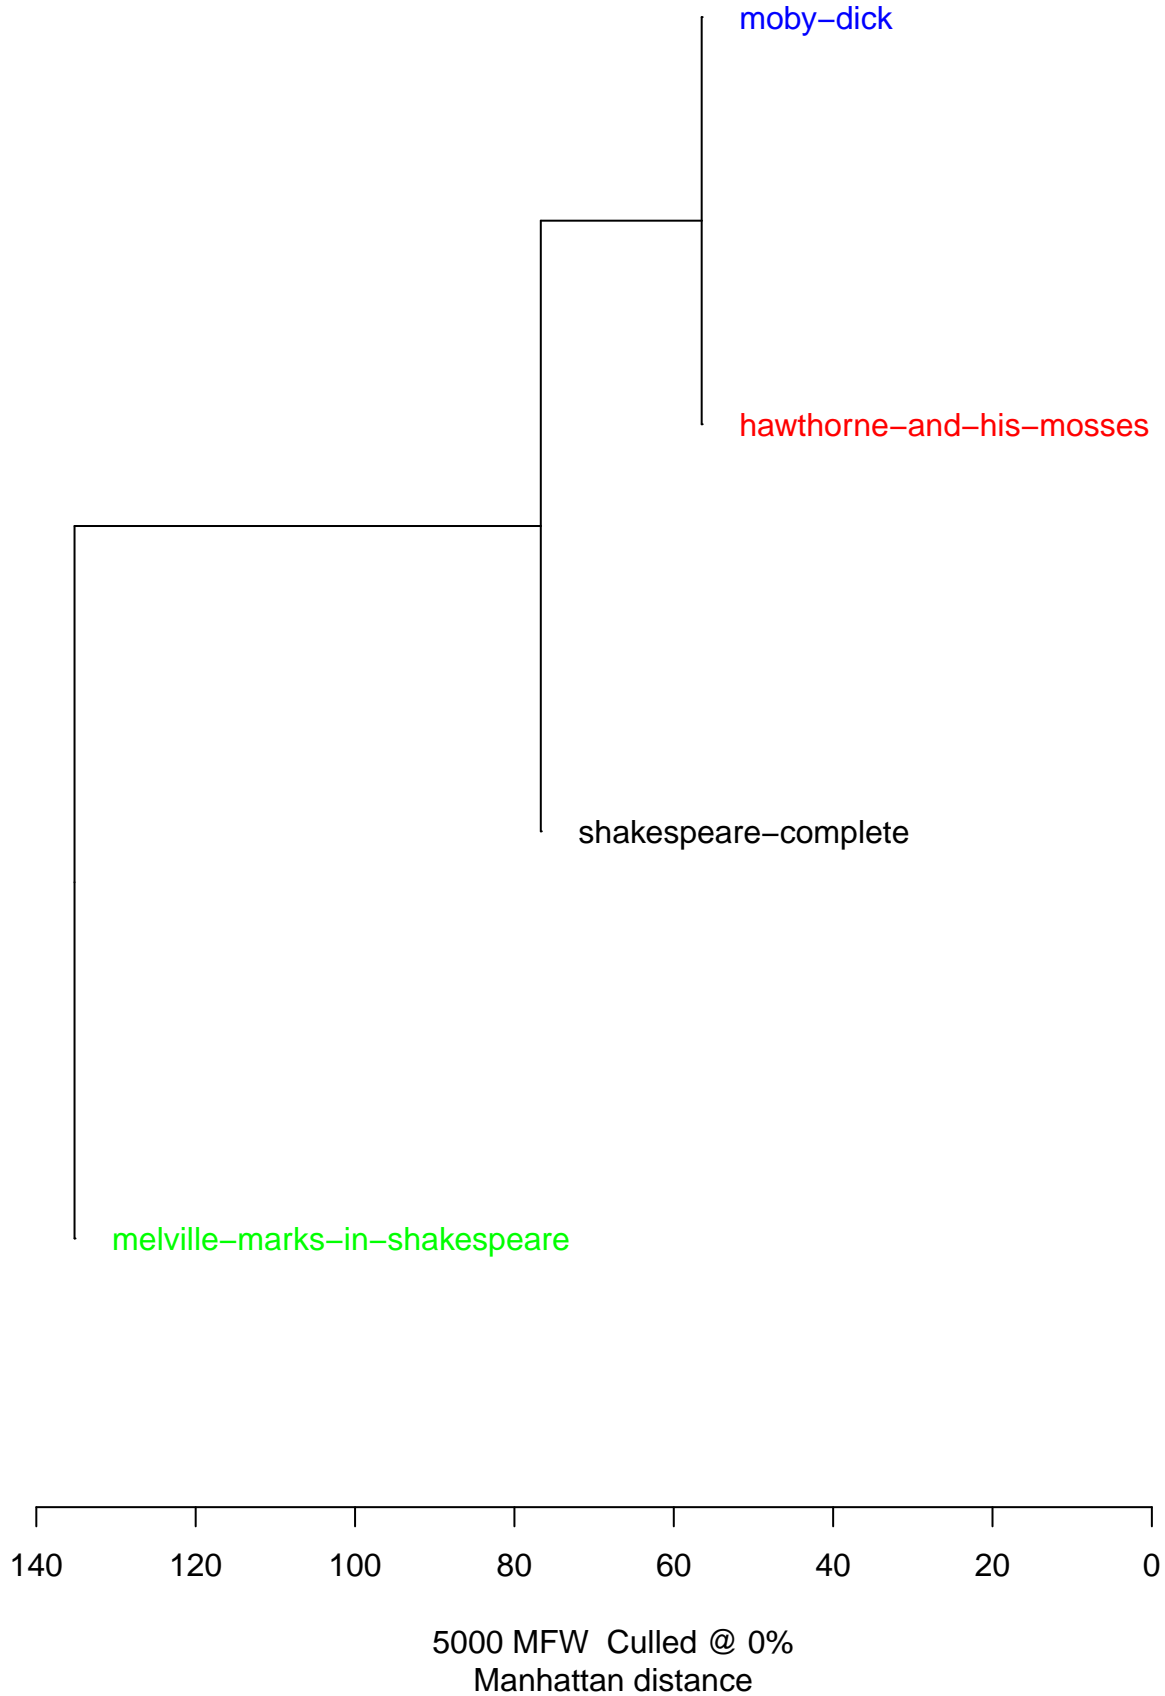 moby–dick
hawthorne–and–his–mosses
shakespeare–complete
melville–marks–in–shakespeare
140 120 100 80 60 40 20 0
5000 MFW Culled @ 0%
Manhattan distance